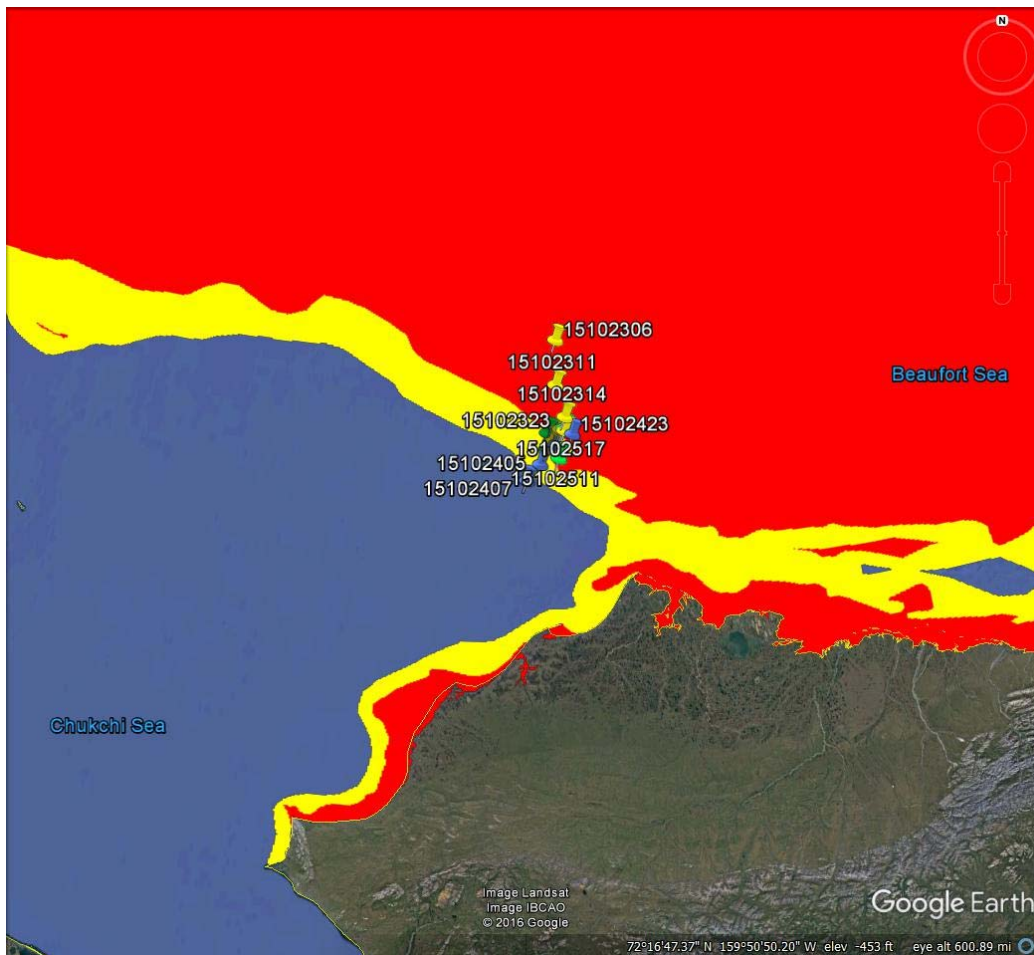 N
15102306
15102311
Beaufort Sea
15102314
15102323
15102423
15102517
15102405
15102511
15102407
Chukchi Sea
Image Landsat
Image IBCAO
© 2016 Google
Google Earth
72°16'47.37" N 159°50'50.20" W elev -453 ft eye alt 600.89 mi